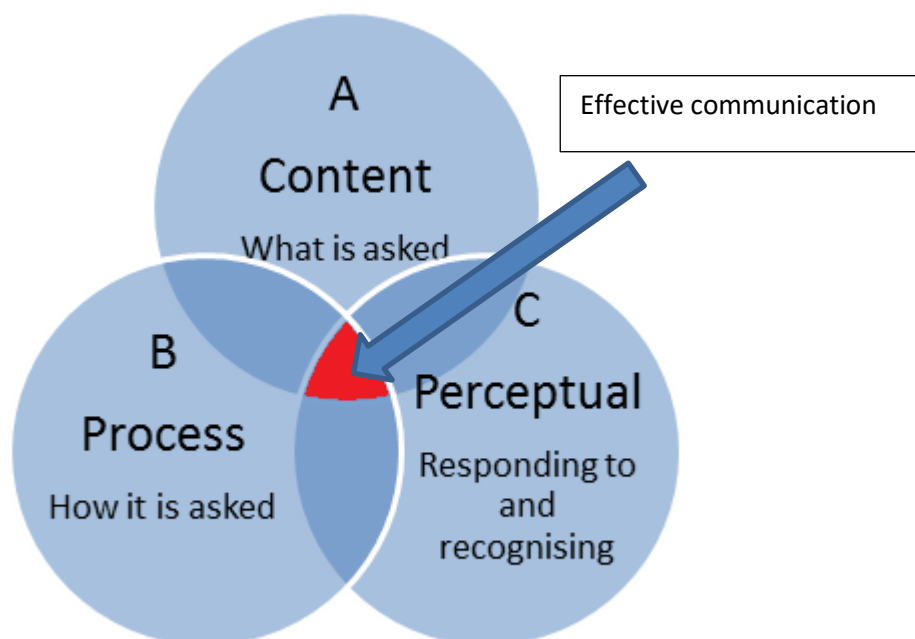 A
Content
What is asked
Effective communication
B
Process
How it is asked
C
Perceptual
Responding to
and
recognising